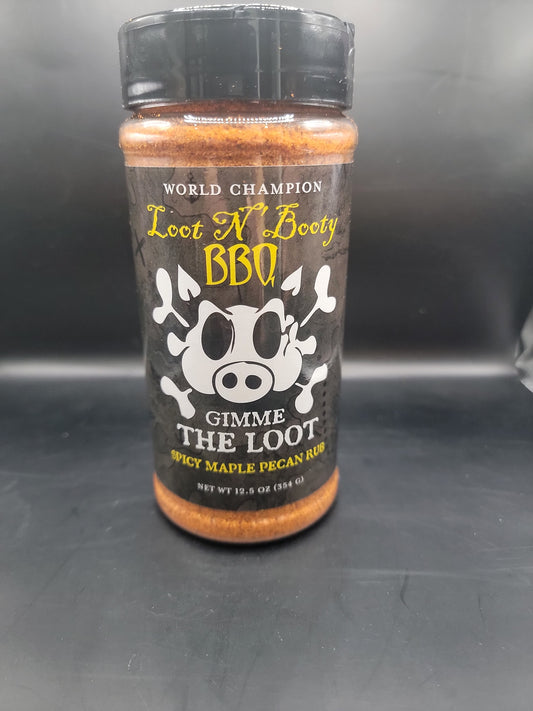 WORLD CHAMPION
Loot N' Booty
BBQ
GIMME
THE LOOT
SPICY MAPLE PECAN RUB
NET WT 12.5 OZ (354 G)